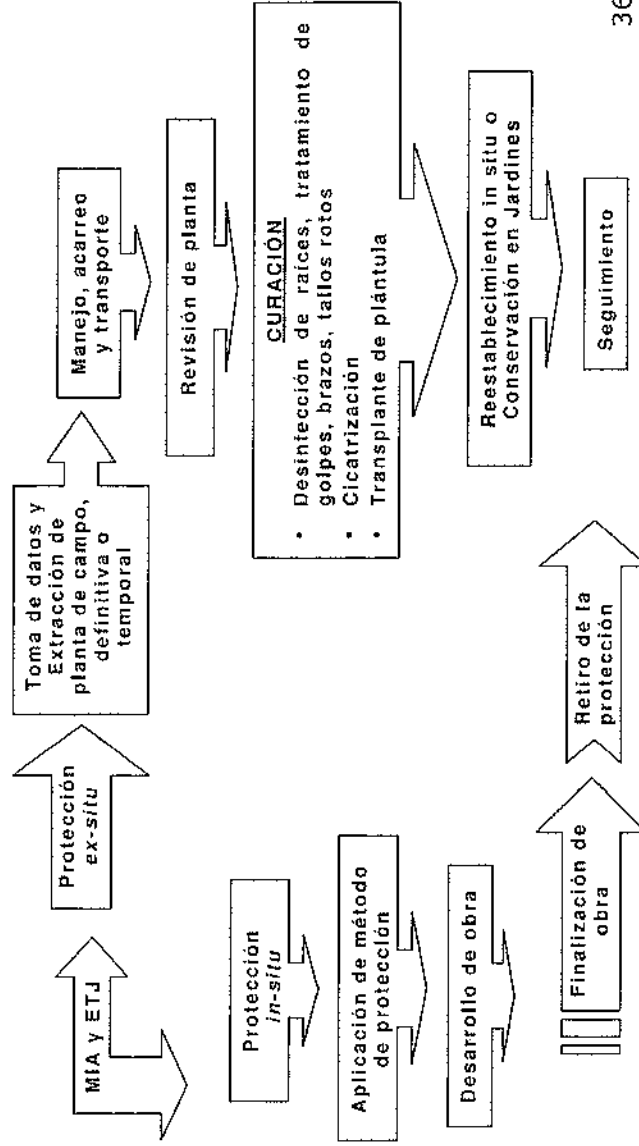 MIA y ETJ
Protección
ex-situ
Toma de datos y
Extracción de
planta de campo,
definitiva o
temporal
Manejo, acarreo
y transporte
Revisión de planta
CURACIÓN
• Desintección de raíces, tratamiento de
golpes, brazos, tallos rotos
• Cicatrización
• Transplante de plántula
Reestablecimiento in situ o
Conservación en Jardines
Seguimiento
Protección
in-situ
Aplicación de método
de protección
Desarrollo de obra
Finalización de
obra
Retiro de la
protección
36